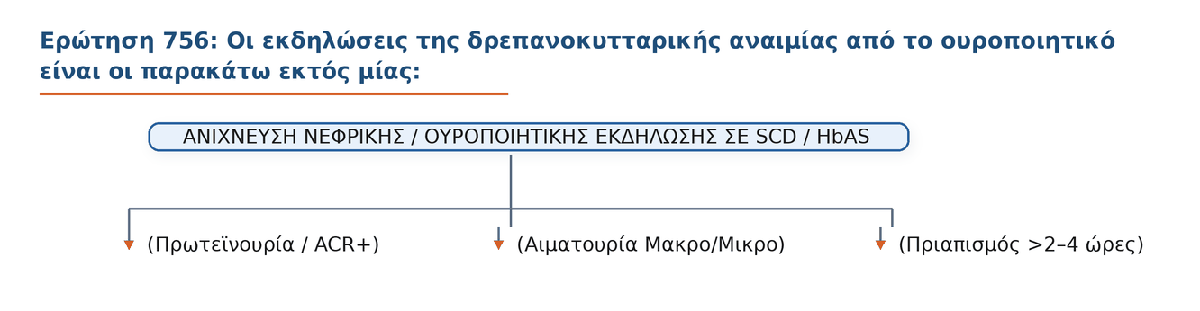 Ερώτηση 756: Οι εκδηλώσεις της δρεπανοκυτταρικής αναιμίας από το ουροποιητικό
είναι οι παρακάτω εκτός μίας:
ΑΝΙΧΝΕΥΣΗ ΝΕΦΡΙΚΗΣ / ΟΥΡΟΠΟΙΗΤΙΚΗΣ ΕΚΔΗΛΩΣΗΣ ΣΕ SCD / HbAS
(Πρωτεϊνουρία / ACR+)
(Αιματουρία Μακρο/Μικρο)
(Πριαπισμός >2–4 ώρες)